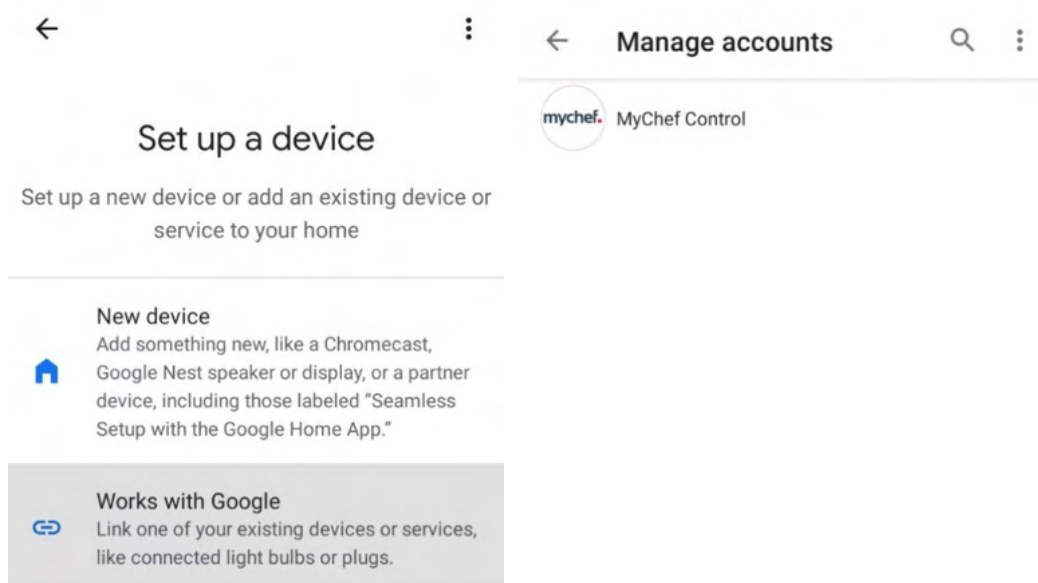 Set up a device
Set up a new device or add an existing device or
service to your home
New device
Add something new, like a Chromecast,
Google Nest speaker or display, or a partner
device, including those labeled “Seamless
Setup with the Google Home App.”
Works with Google
Link one of your existing devices or services,
like connected light bulbs or plugs.
Manage accounts
mychef. MyChef Control